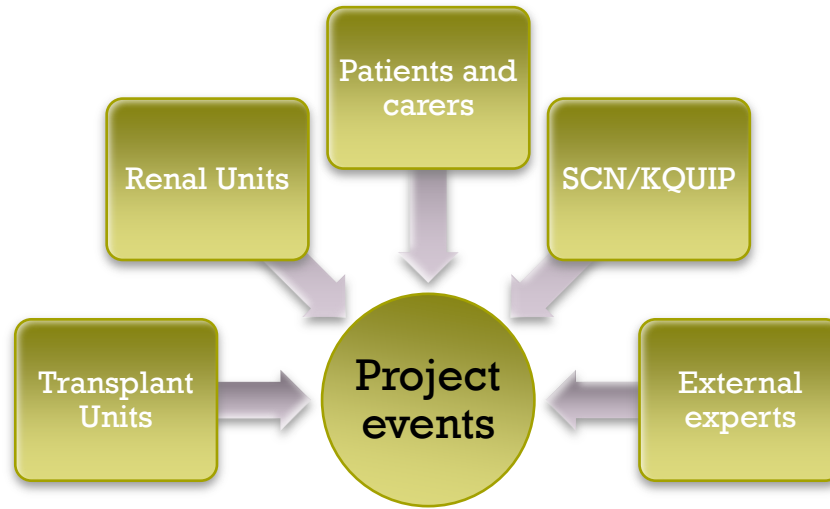 Patients and
carers
Renal Units
SCN/KQUIP
Transplant
Units
Project
events
External
experts